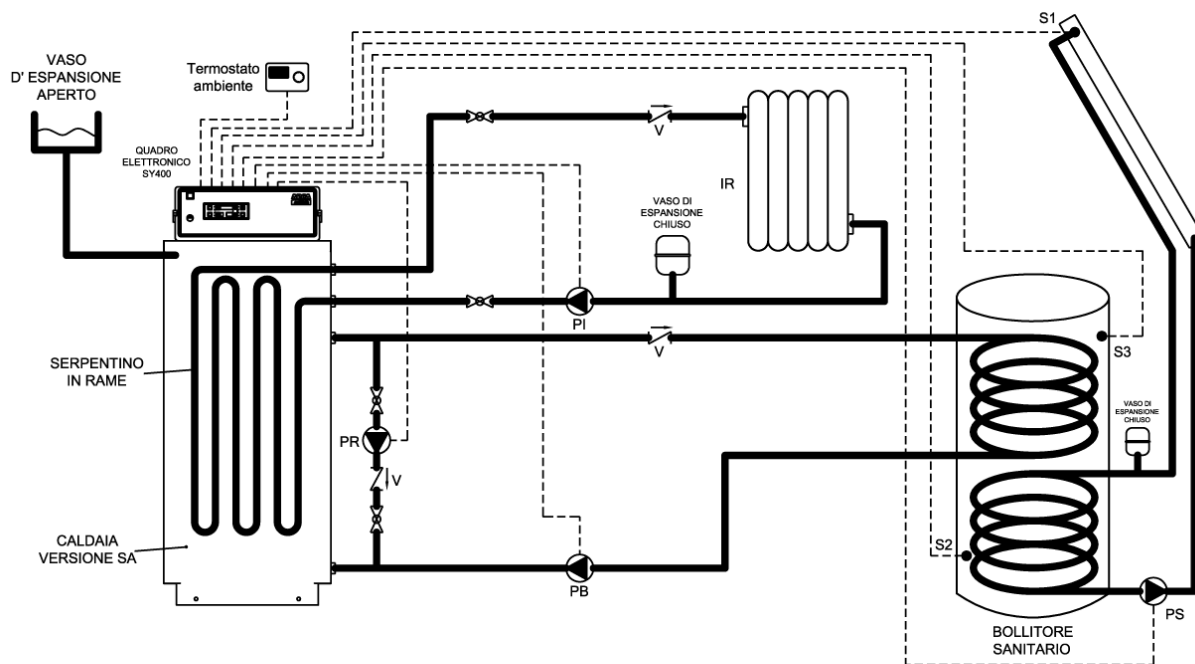 S1
VASO
D' ESPANSIONE
APERTO
Termostato
ambiente
QUADRO
ELETTRONICO
SY400
V
IR
VASO DI
ESPANSIONE
CHIUSO
PI
V
S3
SERPENTINO
IN RAME
VASO DI
ESPANSIONE
CHIUSO
PR
V
CALDAIA
VERSIONE SA
S2
PB
PS
BOLLITORE
SANITARIO